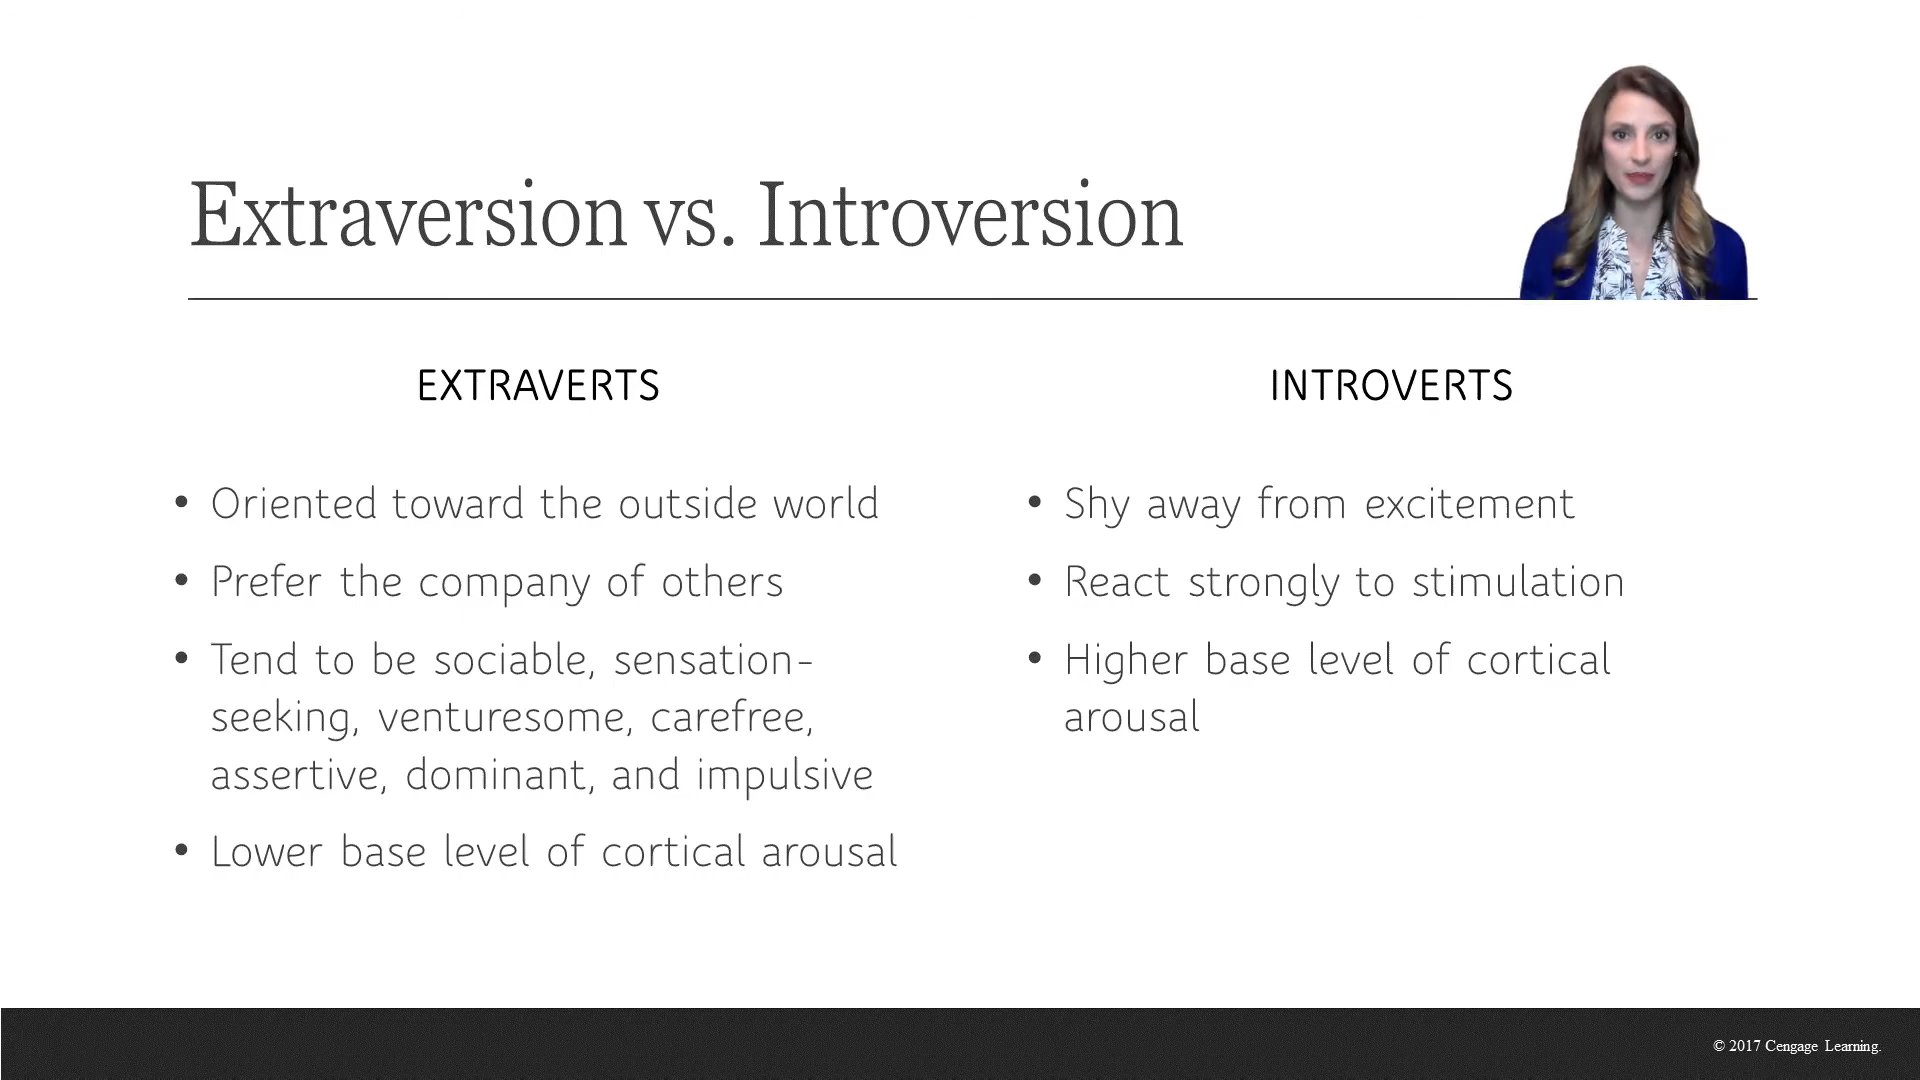 Extraversion vs. Introversion
EXTRAVERTS
• Oriented toward the outside world
• Prefer the company of others
• Tend to be sociable, sensation-
seeking, venturesome, carefree,
assertive, dominant, and impulsive
• Lower base level of cortical arousal
INTROVERTS
• Shy away from excitement
• React strongly to stimulation
• Higher base level of cortical
arousal
© 2017 Cengage Learning.